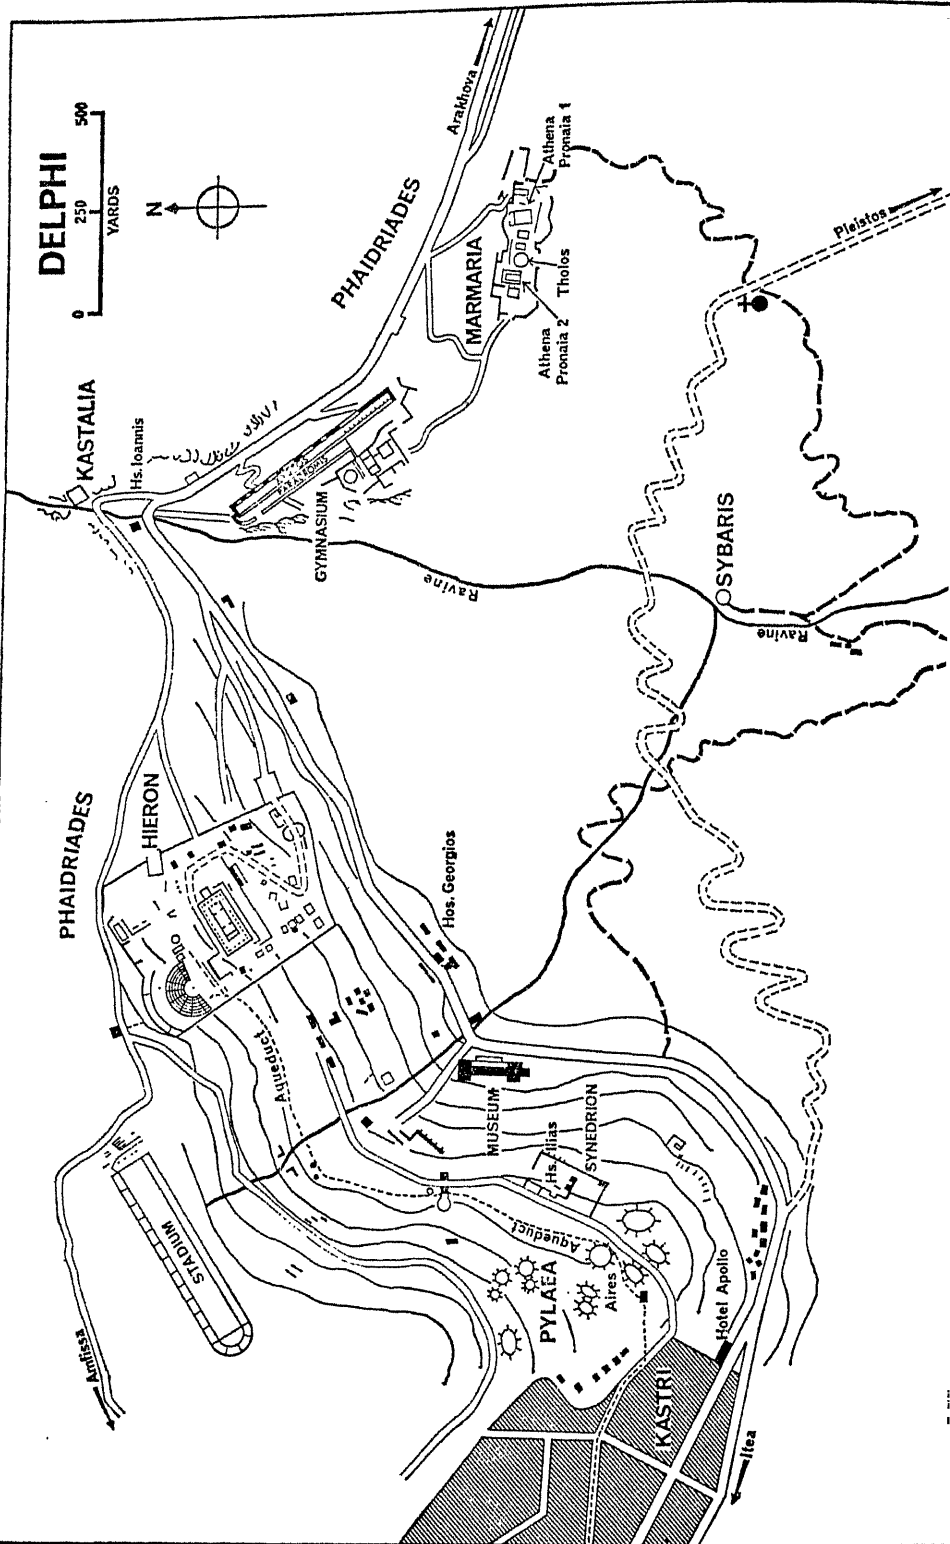 DELPHI
0 250 500
YARDS
N
Amfissa
PHAIDRIADES
KASTALIA
Hs. Ioannis
HIERON
STADIUM
Aqueduct
GYMNASIUM
PHAIDRIADES
Arakhova
MARMARIA
Athena
Pronaia 1
Tholos
Athena
Pronaia 2
Ravine
Hos. Georgios
MUSEUM
Hs. Ilias
SYNEDRION
Aqueduct
PYLAEA
Aires
KASTRI
Hotel Apollo
Itea
SYBARIS
Ravine
Pleistos